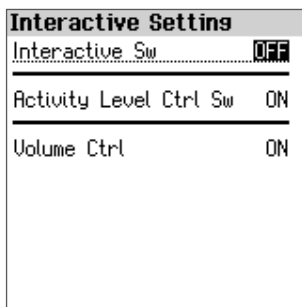 Interactive Setting
Interactive Sw OFF
Activity Level Ctrl Sw ON
Volume Ctrl ON